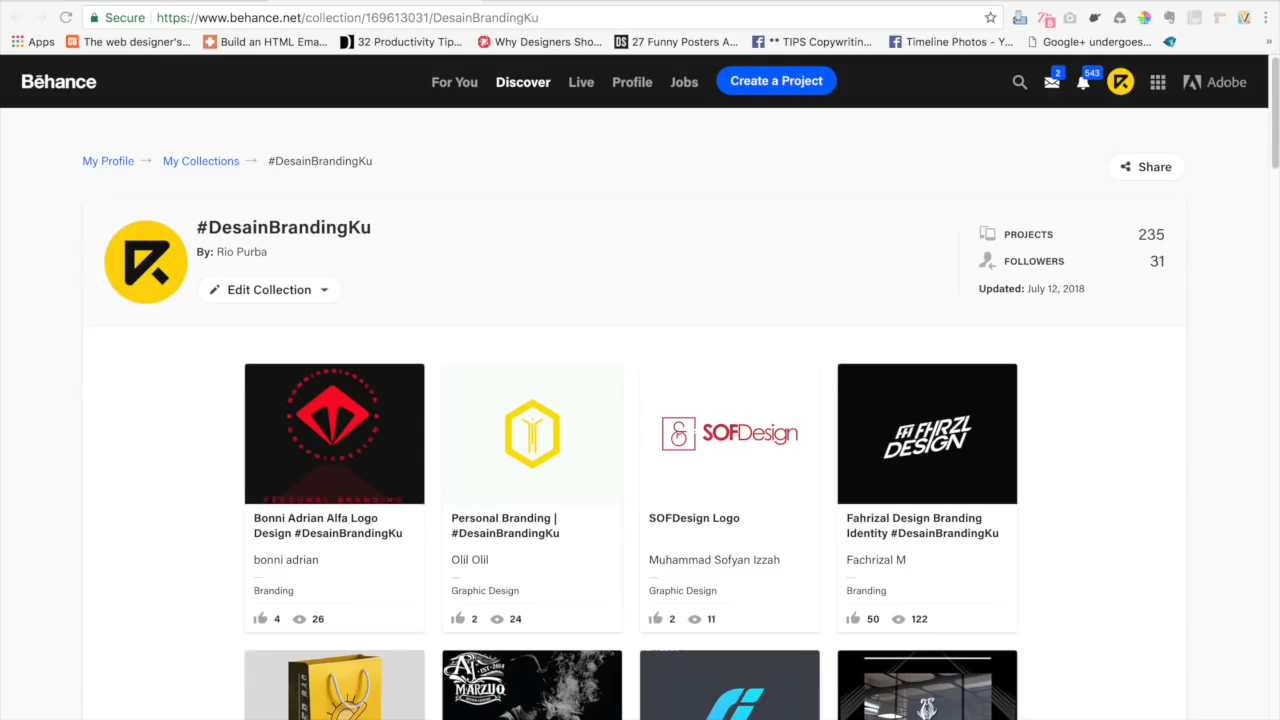 Secure https://www.behance.net/collection/169613031/DesainBrandingKu
Apps The web designer's... Build an HTML Ema... 32 Productivity Tip... Why Designers Sho... 27 Funny Posters A... ** TIPS Copywritin... Timeline Photos - Y... Google+ undergoes... »
Bēhance For You Discover Live Profile Jobs Create a Project 2 543 Adobe
My Profile → My Collections → #DesainBrandingKu
Share
#DesainBrandingKu
By: Rio Purba
Edit Collection
PROJECTS 235
FOLLOWERS 31
Updated: July 12, 2018
PERSONAL BRANDING
SOFDesign
FHRZL
DESIGN
Bonni Adrian Alfa Logo
Design #DesainBrandingKu
bonni adrian
Branding
4 26
Personal Branding |
#DesainBrandingKu
Olil Olil
Graphic Design
2 24
SOFDesign Logo
Muhammad Sofyan Izzah
Graphic Design
2 11
Fahrizal Design Branding
Identity #DesainBrandingKu
Fachrizal M
Branding
50 122
MARZUQ